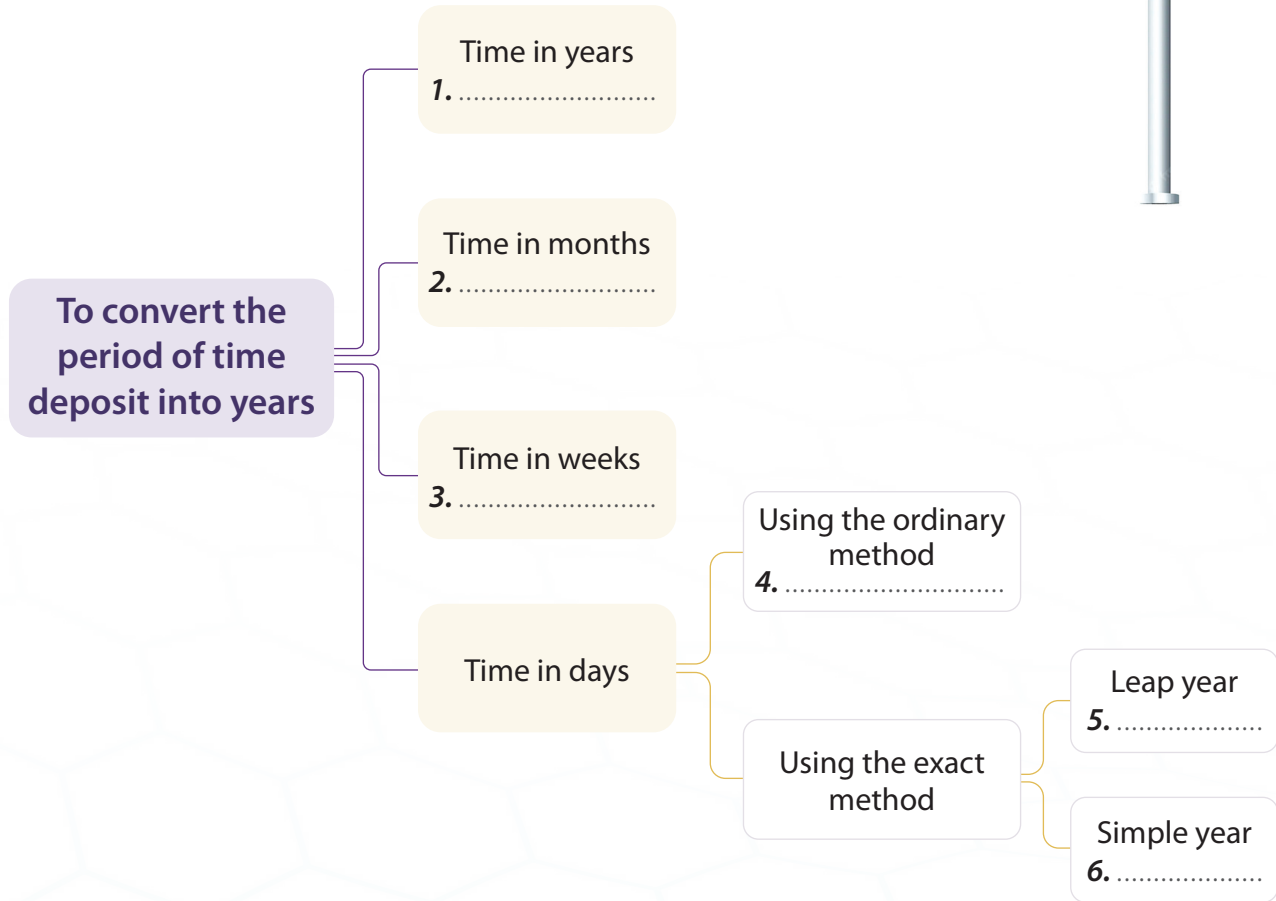 Time in years
1. ...........................
Time in months
2. ...........................
To convert the
period of time
deposit into years
Time in weeks
3. ...........................
Using the ordinary
method
4. ..............................
Time in days
Leap year
5. ....................
Using the exact
method
Simple year
6. ....................